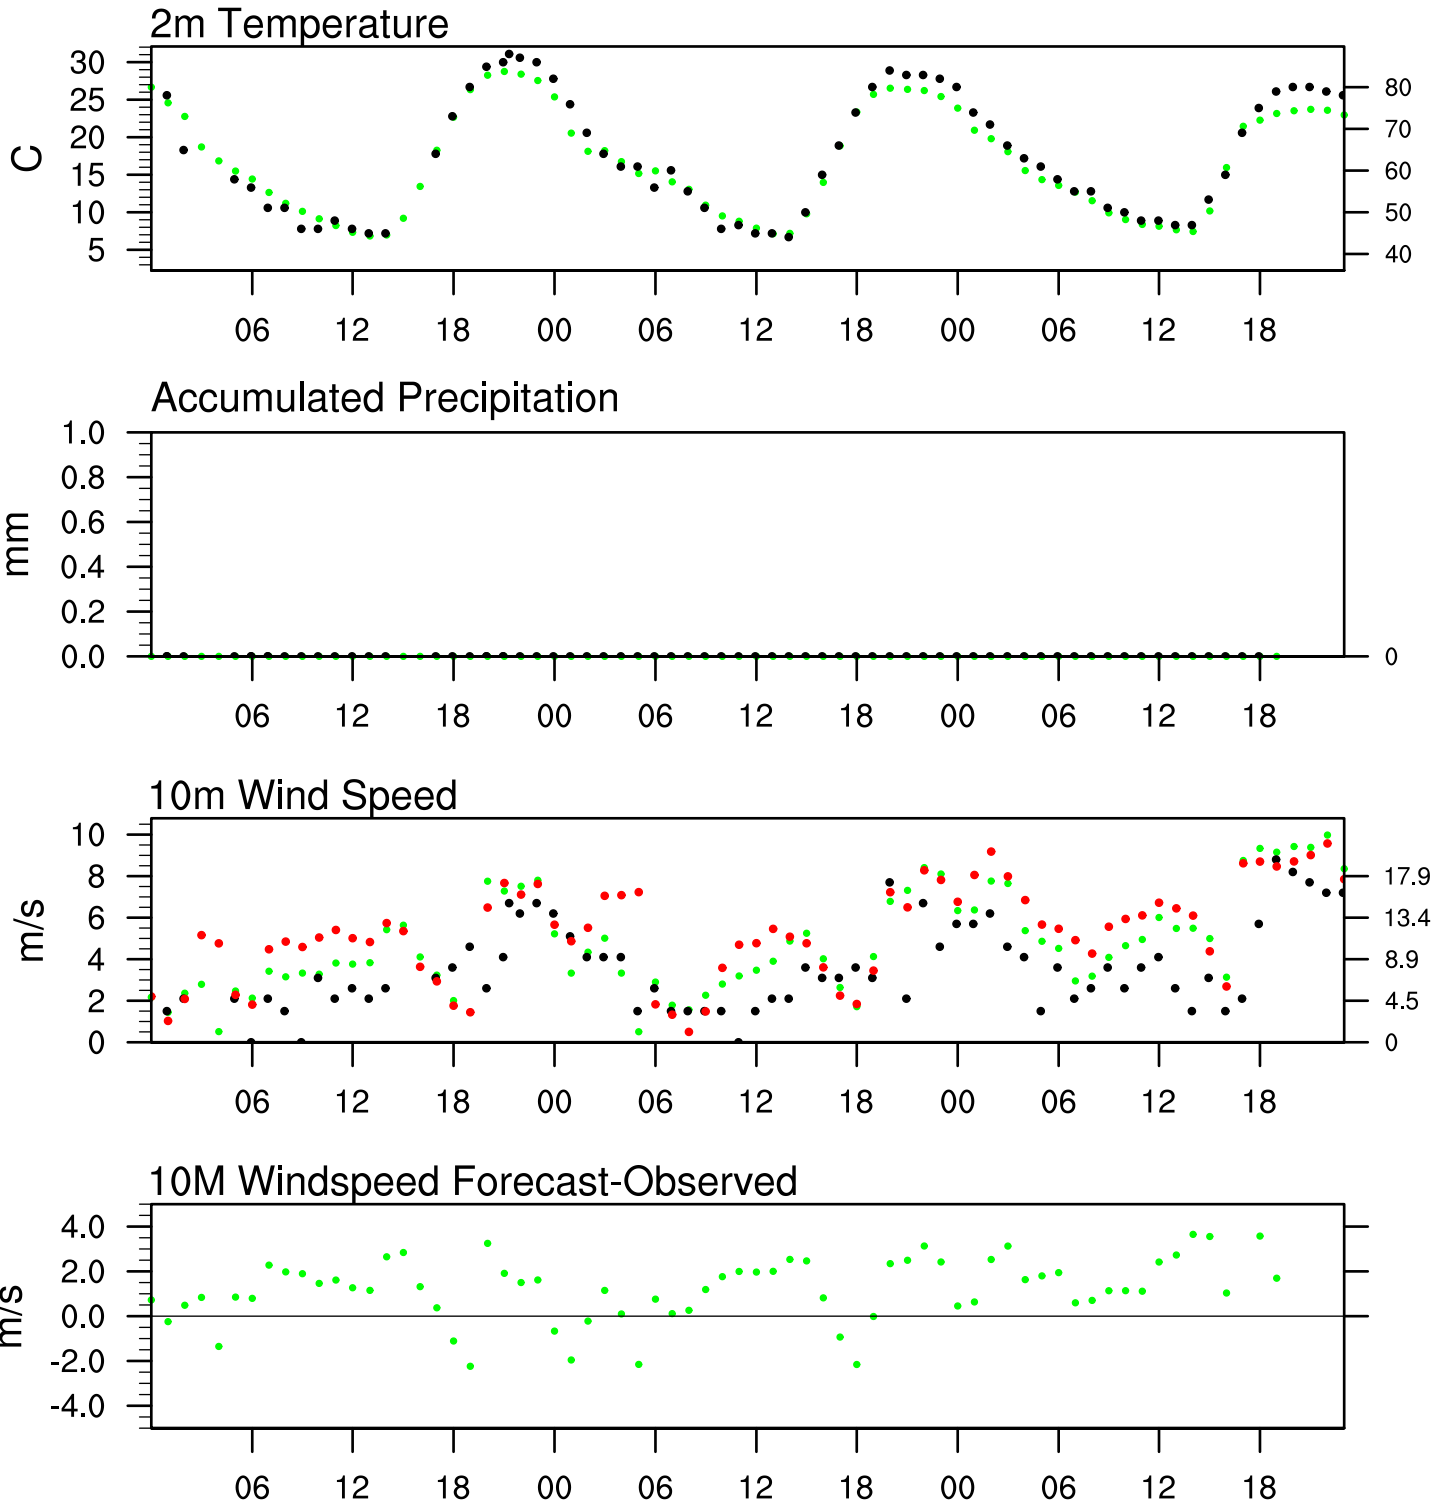 2m Temperature
30
25
20
15
10
5
C
80
70
60
50
40
06 12 18 00 06 12 18 00 06 12 18
Accumulated Precipitation
1.0
0.8
0.6
0.4
0.2
0.0
mm
0
06 12 18 00 06 12 18 00 06 12 18
10m Wind Speed
10
8
6
4
2
0
m/s
17.9
13.4
8.9
4.5
0
06 12 18 00 06 12 18 00 06 12 18
10M Windspeed Forecast-Observed
4.0
2.0
0.0
-2.0
-4.0
m/s
06 12 18 00 06 12 18 00 06 12 18